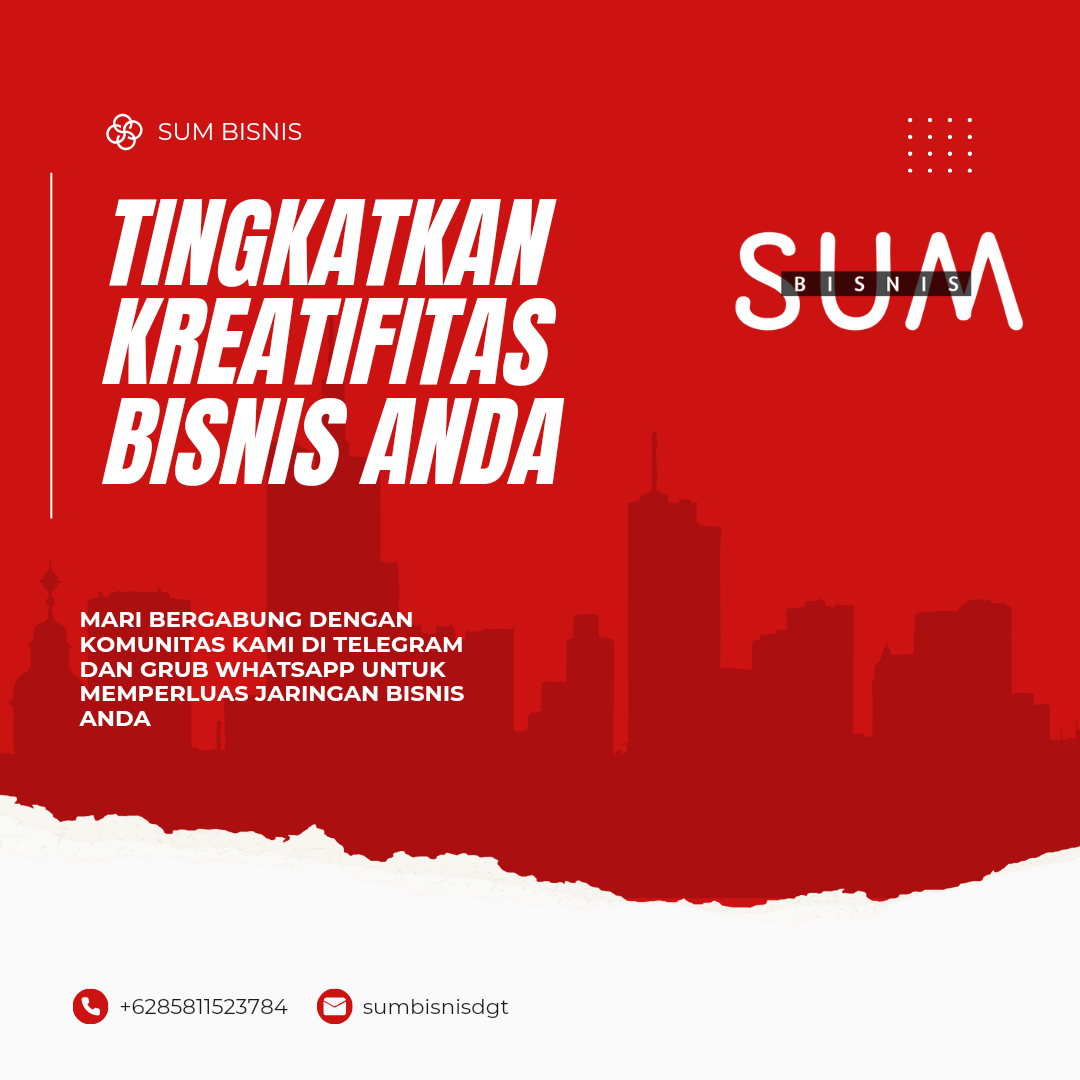 SUM BISNIS
TINGKATKAN
KREATIFITAS
BISNIS ANDA
SUM
BISNIS
MARI BERGABUNG DENGAN
KOMUNITAS KAMI DI TELEGRAM
DAN GRUB WHATSAPP UNTUK
MEMPERLUAS JARINGAN BISNIS
ANDA
+6285811523784
sumbisnisdgt